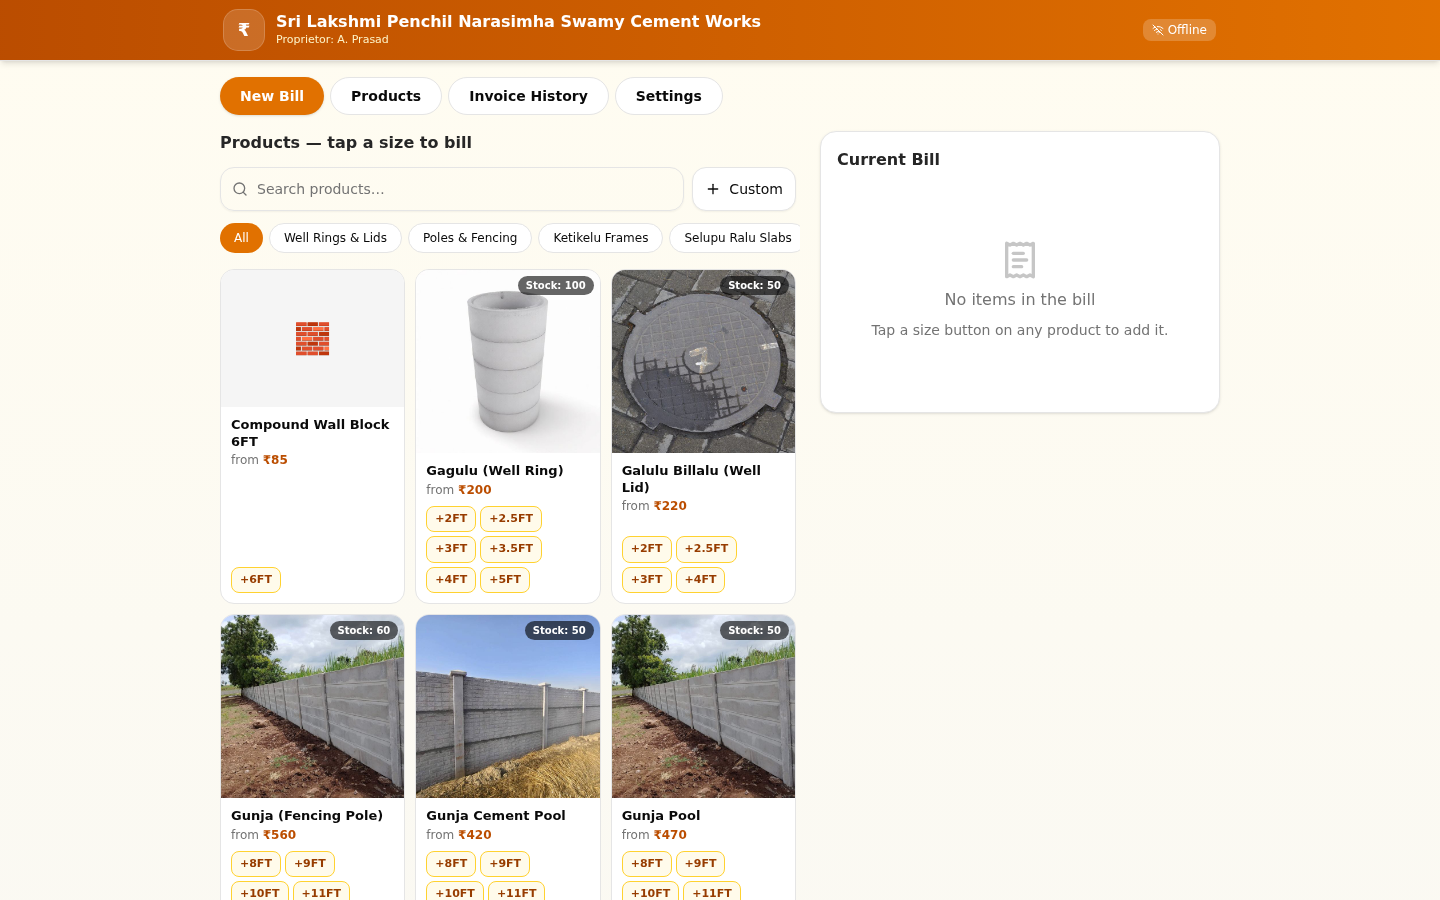 ₹
Sri Lakshmi Penchil Narasimha Swamy Cement Works
Proprietor: A. Prasad
Offline
New Bill
Products
Invoice History
Settings
Products — tap a size to bill
Search products...
Custom
All
Well Rings & Lids
Poles & Fencing
Ketikelu Frames
Selupu Ralu Slabs
Compound Wall Block
6FT
from ₹85
+6FT
Stock: 100
Gagulu (Well Ring)
from ₹200
+2FT
+2.5FT
+3FT
+3.5FT
+4FT
+5FT
Stock: 50
Galulu Billalu (Well
Lid)
from ₹220
+2FT
+2.5FT
+3FT
+4FT
Stock: 60
Gunja (Fencing Pole)
from ₹560
+8FT
+9FT
+10FT
+11FT
Stock: 50
Gunja Cement Pool
from ₹420
+8FT
+9FT
+10FT
+11FT
Stock: 50
Gunja Pool
from ₹470
+8FT
+9FT
+10FT
+11FT
Current Bill
No items in the bill
Tap a size button on any product to add it.